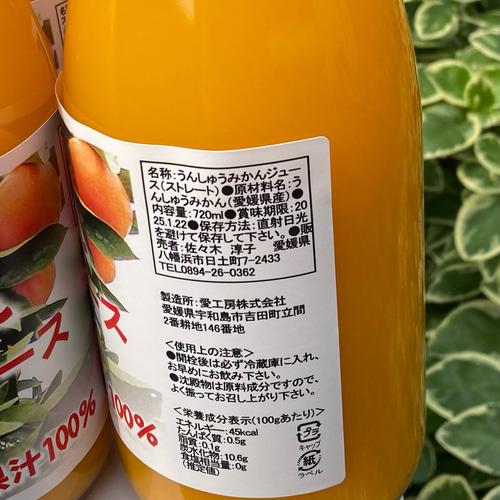 名称:うんしゅうみかんジュー
ス(ストレート)●原材料名:う
んしゅうみかん(愛媛県産)●
内容量:720ml●賞味期限:20
25.1.22●保存方法:直射日光
を避けて保存して下さい。●販
売者:佐々木 淳子 愛媛県
八幡浜市日土町7-2433
TEL0894-26-0362
製造所:愛工房株式会社
愛媛県宇和島市吉田町立間
2番耕地146番地
<使用上の注意>
●開栓後は必ず冷蔵庫に入れ、
お早めにお飲み下さい。
●沈殿物は原料成分ですので、
よく振ってお召し上がり下さい。
<栄養成分表示(100gあたり)>
エネルギー:45kcal
たんぱく質:0.5g
脂質:0.1g
炭水化物:10.6g
食塩相当量:0g
(推定値)
プラ
キャップ
紙
ラベル
ース
100%
ース
果汁100%